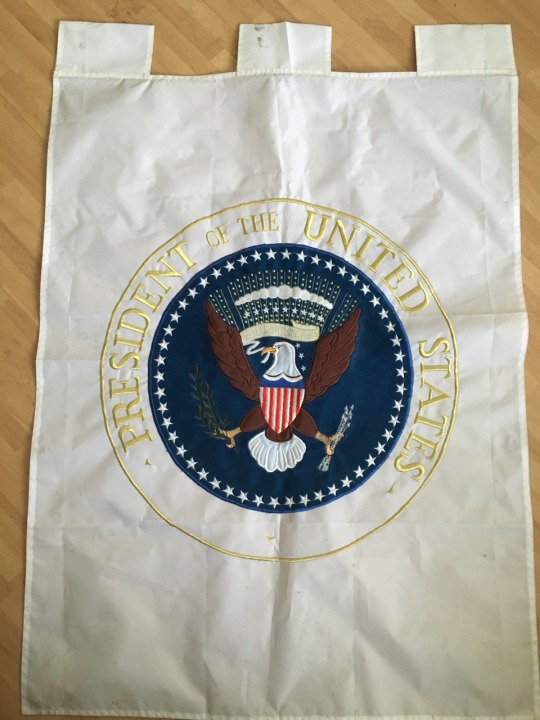 PRESIDENT OF THE UNITED STATES